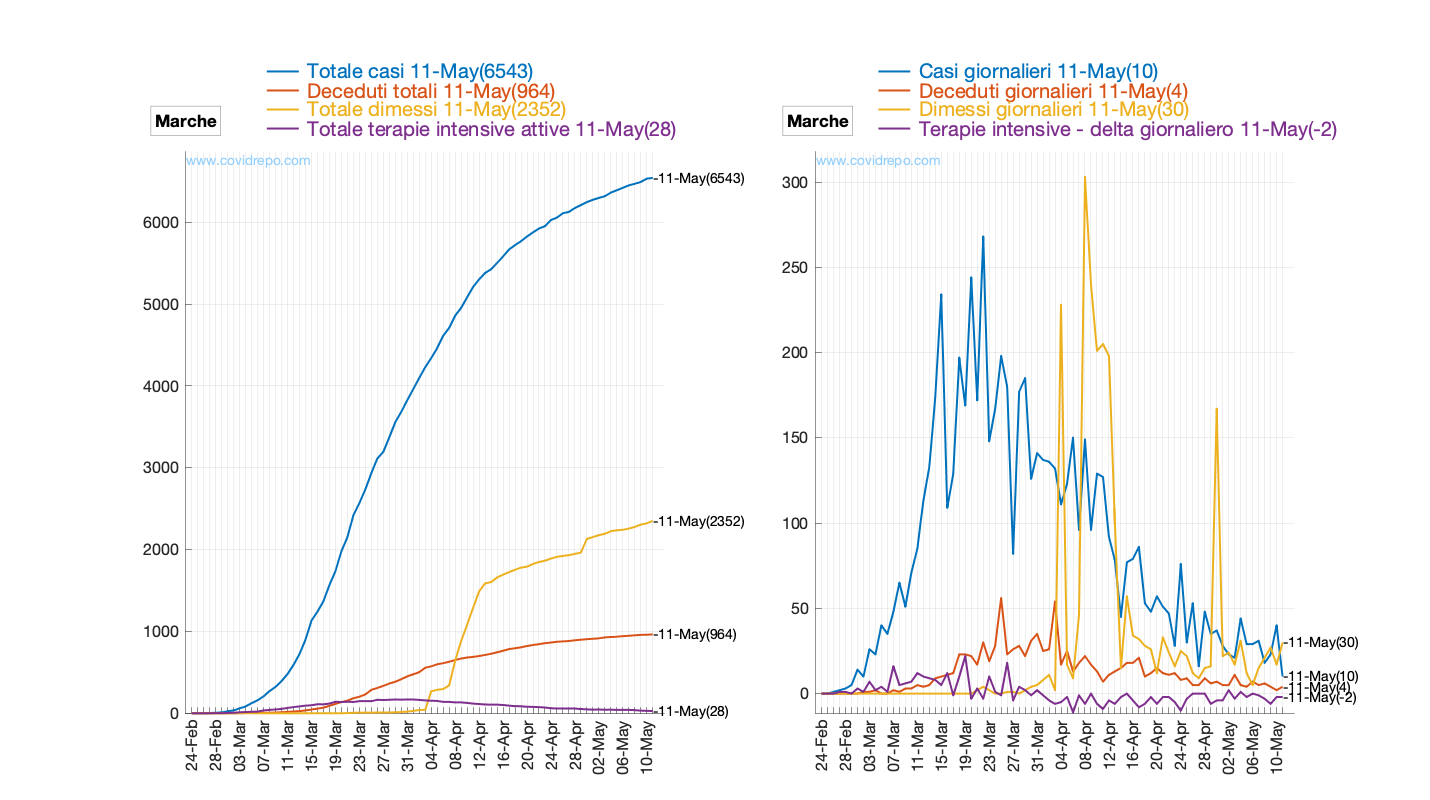 Totale casi 11-May(6543)
Deceduti totali 11-May(964)
Totale dimessi 11-May(2352)
Totale terapie intensive attive 11-May(28)
Marche
www.covidrepo.com
6000
5000
4000
3000
2000
1000
0
11-May(6543)
11-May(2352)
11-May(964)
11-May(28)
24-Feb
28-Feb
03-Mar
07-Mar
11-Mar
15-Mar
19-Mar
23-Mar
27-Mar
31-Mar
04-Apr
08-Apr
12-Apr
16-Apr
20-Apr
24-Apr
28-Apr
02-May
06-May
10-May
Casi giornalieri 11-May(10)
Deceduti giornalieri 11-May(4)
Dimessi giornalieri 11-May(30)
Terapie intensive - delta giornaliero 11-May(-2)
Marche
www.covidrepo.com
300
250
200
150
100
50
0
11-May(30)
11-May(10)
11-May(4)
11-May(-2)
24-Feb
28-Feb
03-Mar
07-Mar
11-Mar
15-Mar
19-Mar
23-Mar
27-Mar
31-Mar
04-Apr
08-Apr
12-Apr
16-Apr
20-Apr
24-Apr
28-Apr
02-May
06-May
10-May